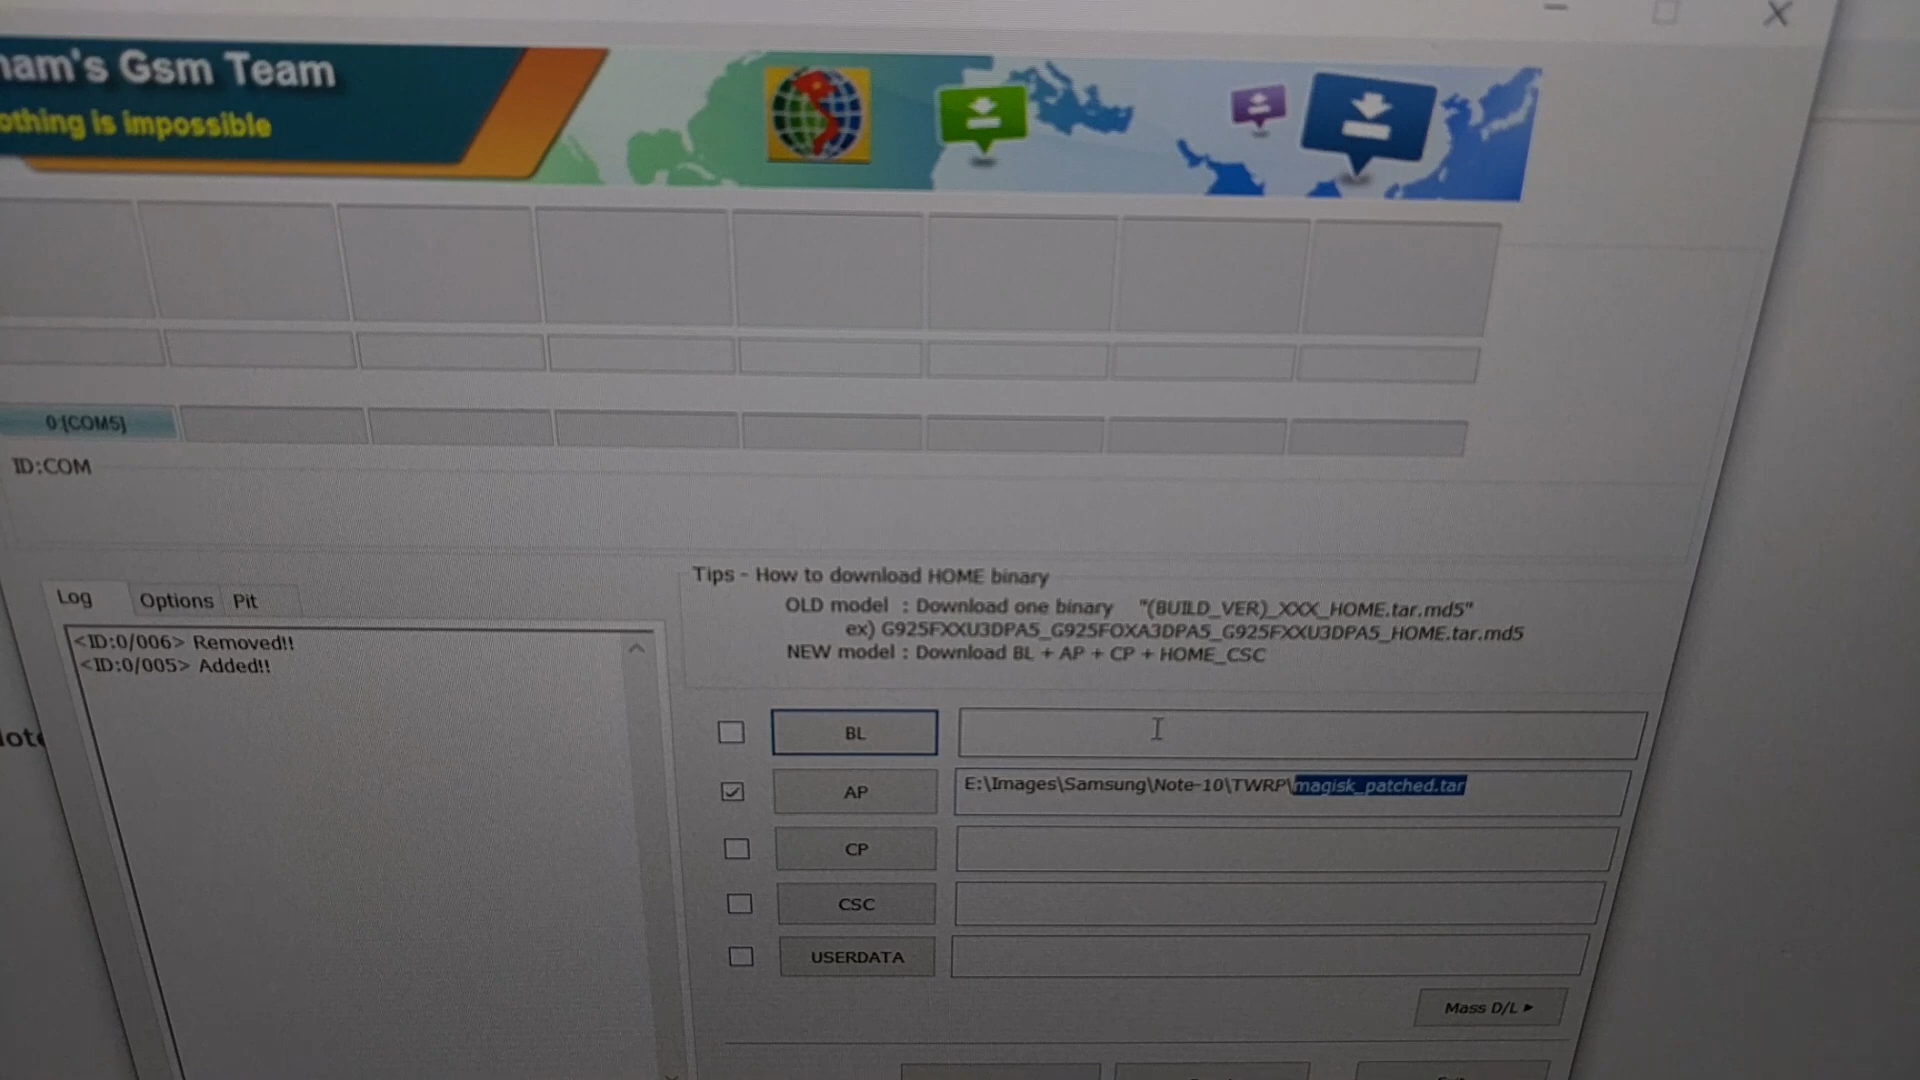 Gsm Team
is impossible
0:[COM5]
ID:COM
Log
Options
Pit
<ID:0/006> Removed!!
<ID:0/005> Added!!
Tips - How to download HOME binary
OLD model : Download one binary "(BUILD_VER)_XXX_HOME.tar.md5"
ex) G925FXXU3DPA5_G925FOXA3DPA5_G925FXXU3DPA5_HOME.tar.md5
NEW model : Download BL + AP + CP + HOME_CSC
BL
AP
E:\Images\Samsung\Note-10\TWRP\magisk_patched.tar
CP
CSC
USERDATA
Mass D/L ▸